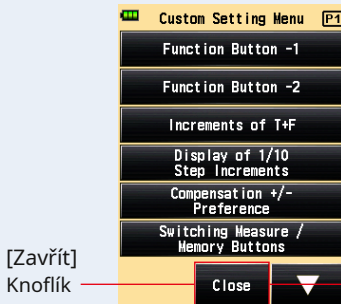 Custom Setting Menu P1
Function Button -1
Function Button -2
Increments of T+F
Display of 1/10
Step Increments
Compensation +/-
Preference
Switching Measure /
Memory Buttons
[Zavřít]
Knoflík
Close